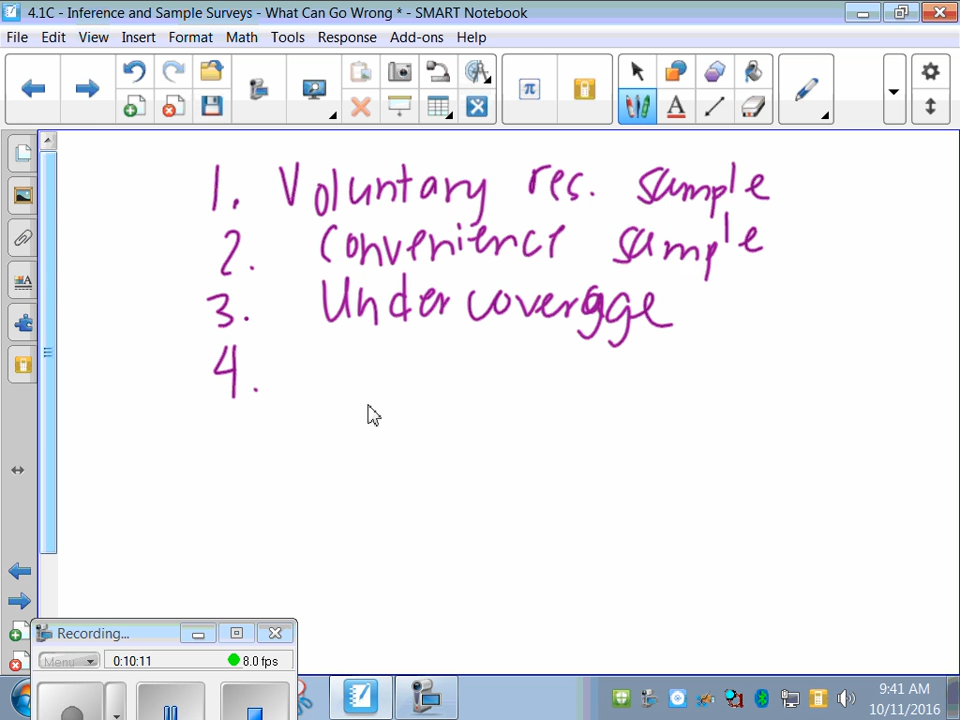 4.1C - Inference and Sample Surveys - What Can Go Wrong * - SMART Notebook
File Edit View Insert Format Math Tools Response Add-ons Help
1. Voluntary res. sample
2. Convenience sample
3. Undercoverage
4.
Recording...
Menu 0:10:11 8.0 fps
9:41 AM
10/11/2016